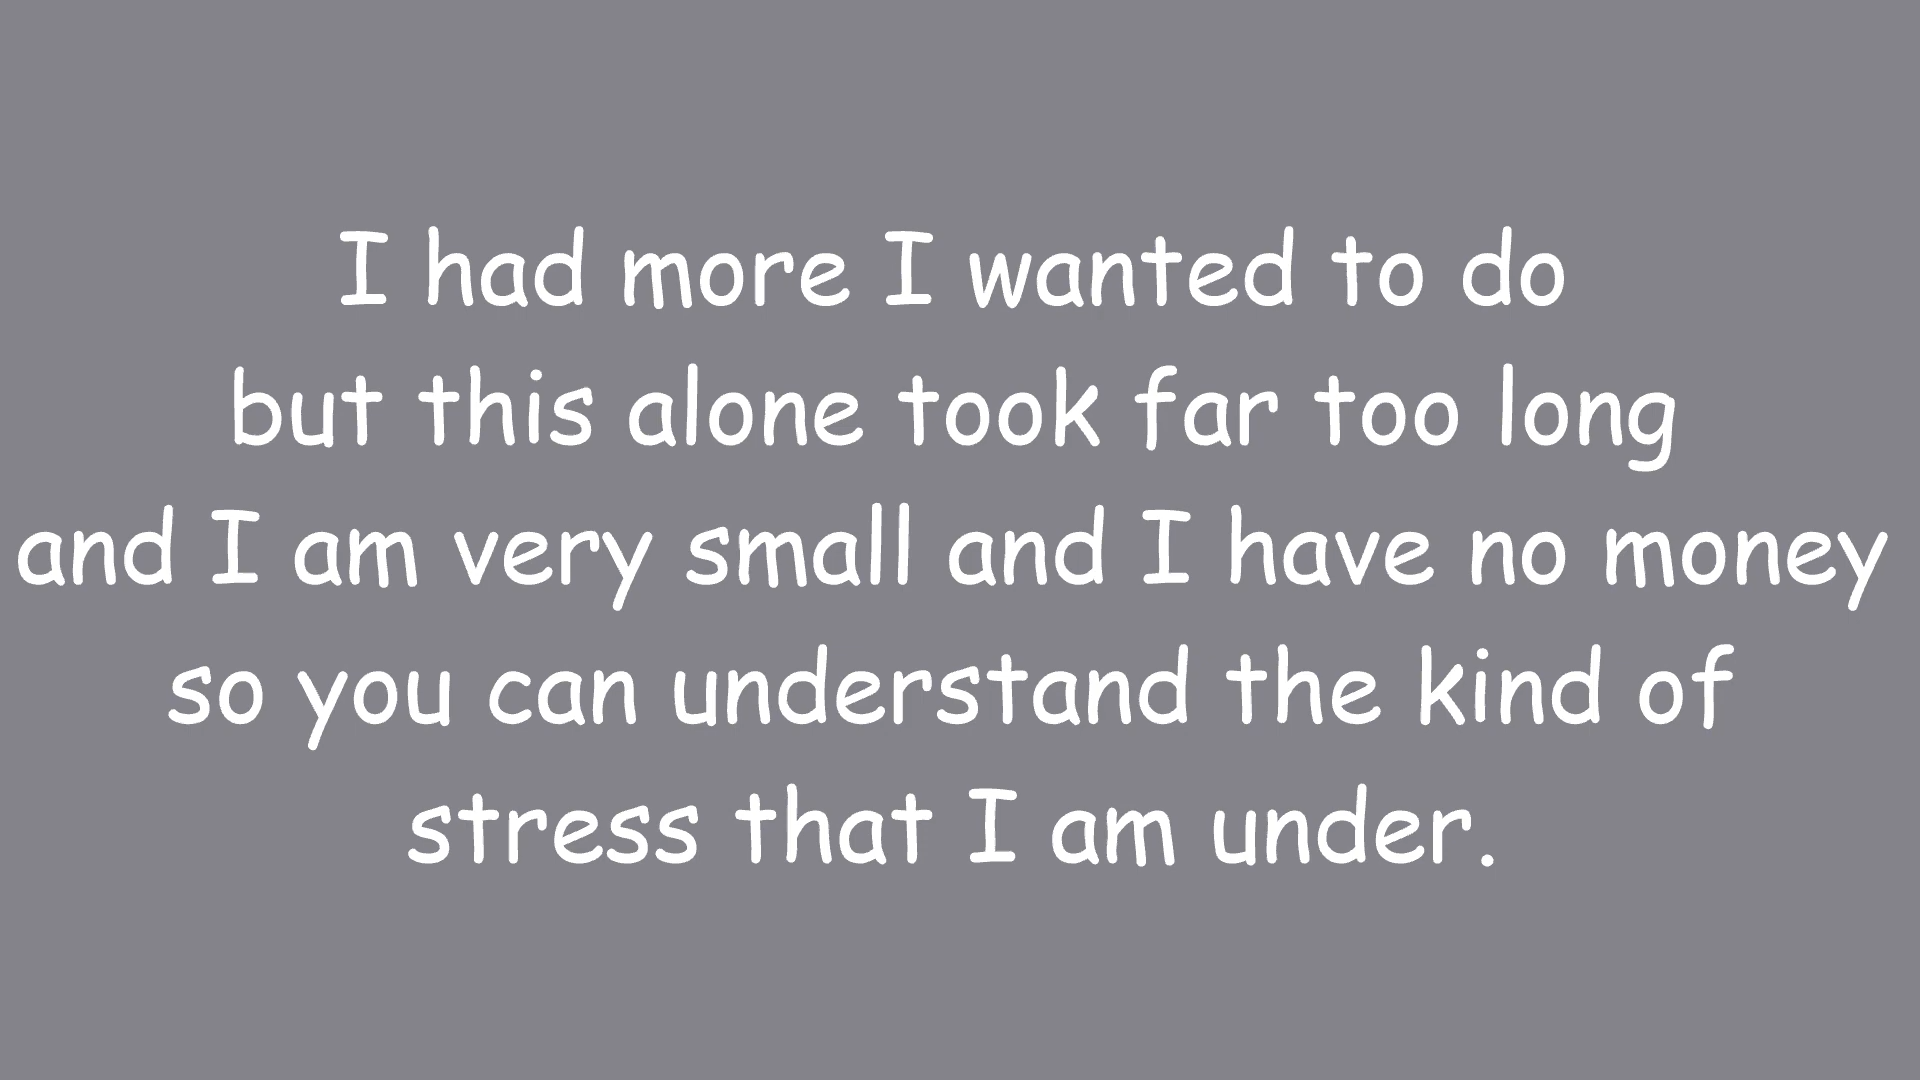 I had more I wanted to do
but this alone took far too long
and I am very small and I have no money
so you can understand the kind of
stress that I am under.